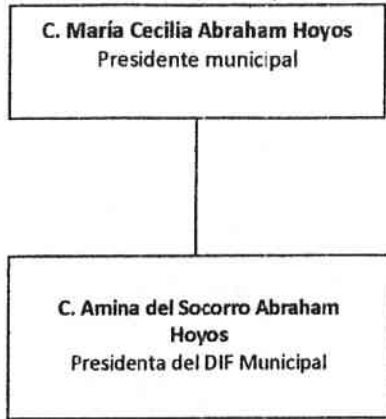 C. María Cecilia Abraham Hoyos
Presidente municipal
C. Amina del Socorro Abraham
Hoyos
Presidenta del DIF Municipal